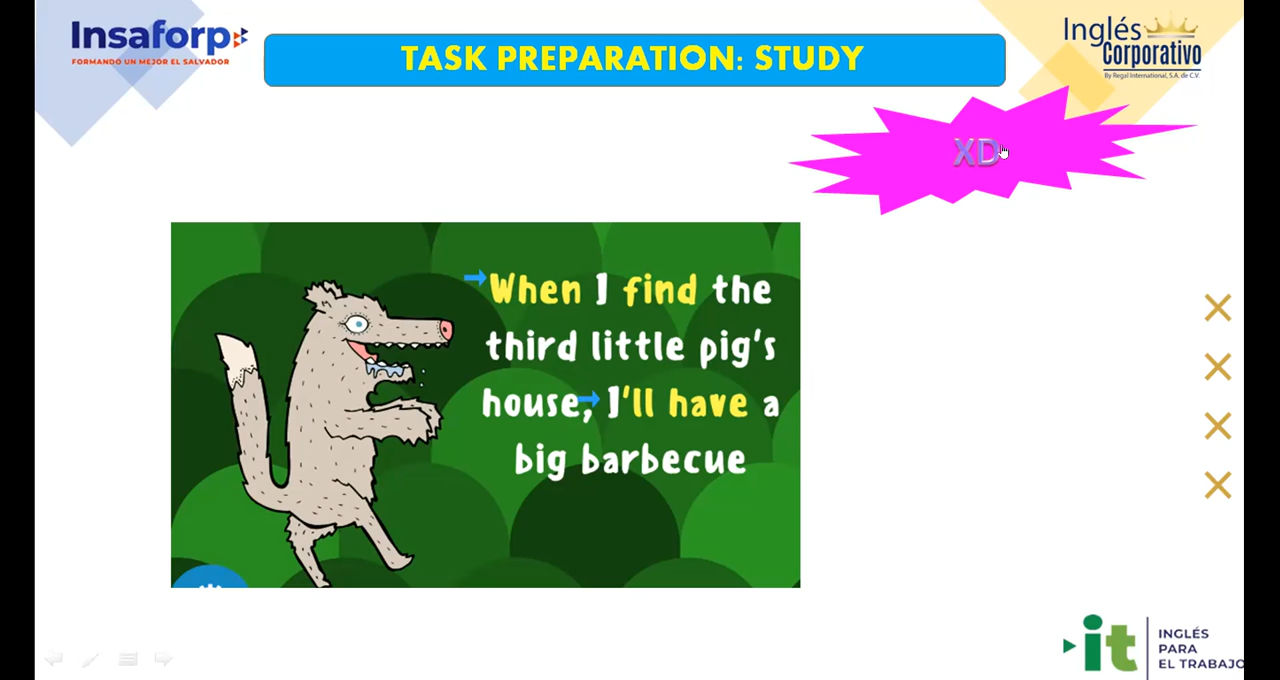 Insaforp
FORMANDO UN MEJOR EL SALVADOR
TASK PREPARATION: STUDY
Inglés
Corporativo
By Regal International, S.A. de C.V.
XD
When I find the
third little pig's
house, I'll have a
big barbecue
it
INGLÉS
PARA
EL TRABAJO